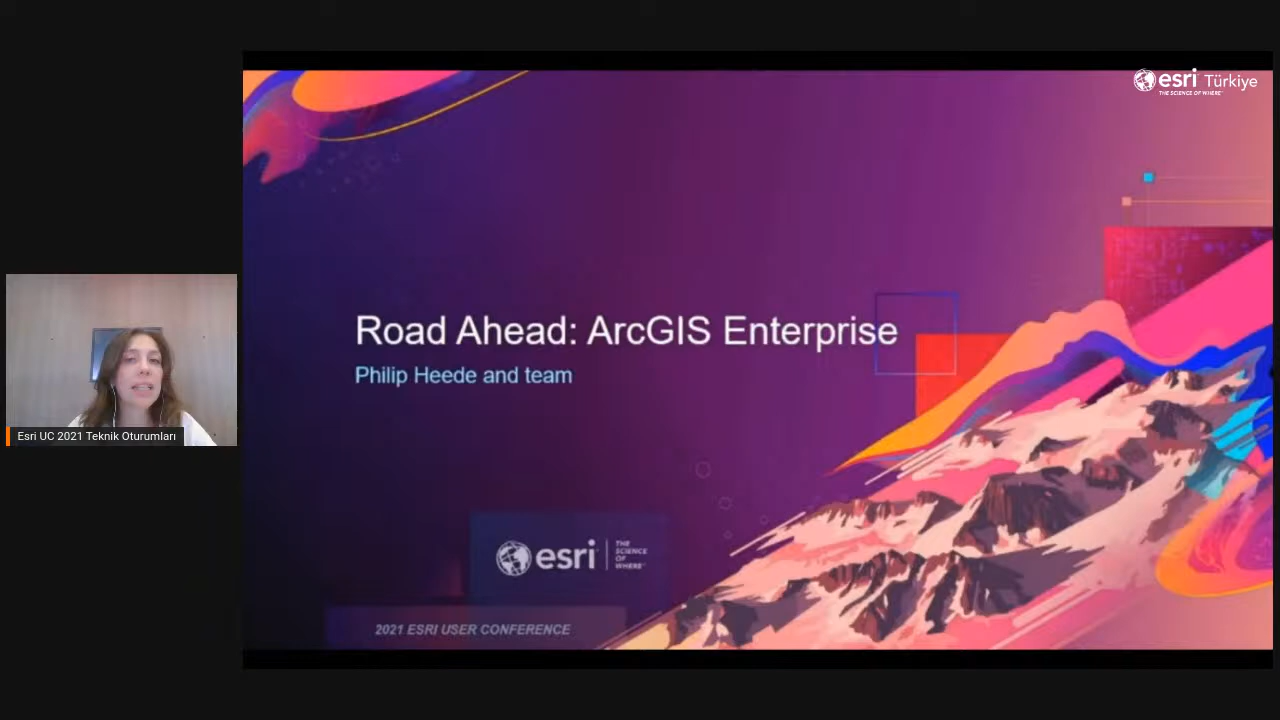 esri Türkiye
THE SCIENCE OF WHERE®
Road Ahead: ArcGIS Enterprise
Philip Heede and team
Esri UC 2021 Teknik Oturumları
esri
THE
SCIENCE
OF
WHERE®
2021 ESRI USER CONFERENCE